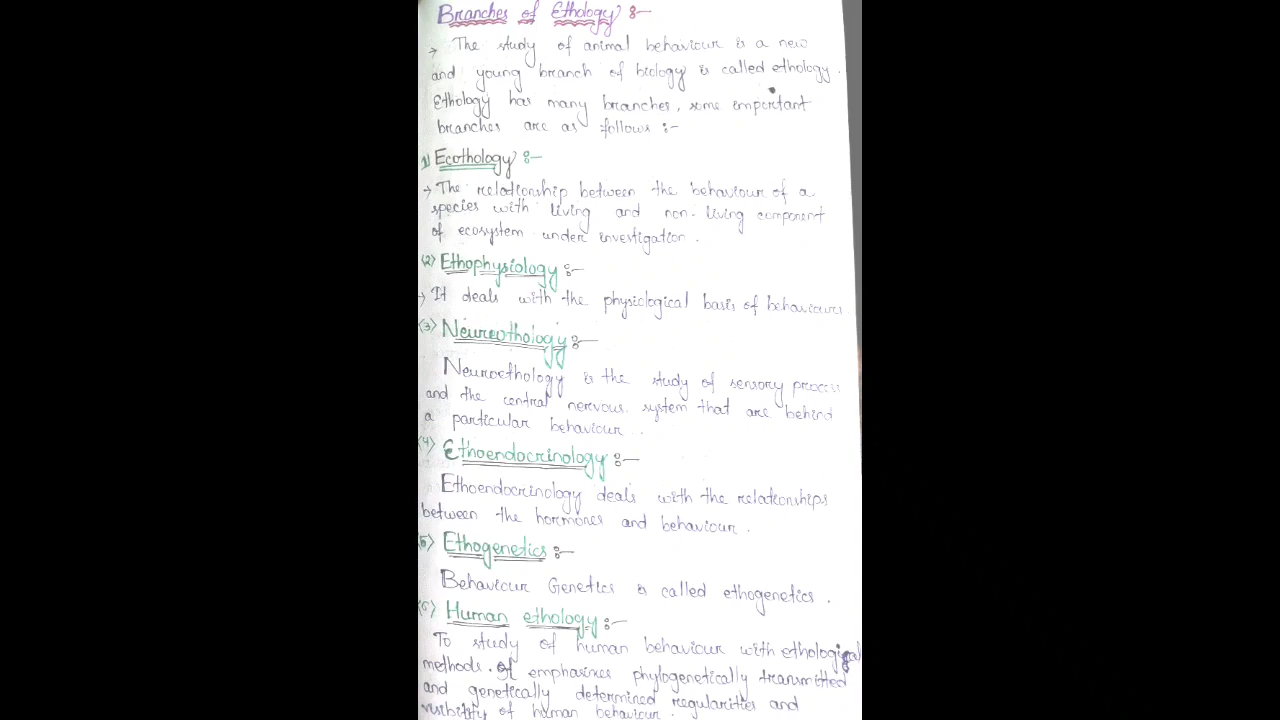 Branches of Ethology :-
→ The study of animal behaviour is a new
and young branch of biology is called ethology.
Ethology has many branches, some important
branches are as follows :-
1) Ecothology :-
→ The relationship between the behaviour of a
species with living and non-living component
of ecosystem under investigation.
(2) Ethophysiology :-
→ It deals with the physiological basis of behaviours
(3) Neureothology :-
Neuroethology is the study of sensory process
and the central nervous system that are behind
a particular behaviour.
(4) Ethoendocrinology :-
Ethoendocrinology deals with the relationships
between the hormones and behaviour.
(5) Ethogenetics :-
Behaviour Genetics is called ethogenetics.
(6) Human ethology :-
To study of human behaviour with ethological
methods. emphasizes phylogenetically transmitted
and genetically determined regularities and
of human behaviour.